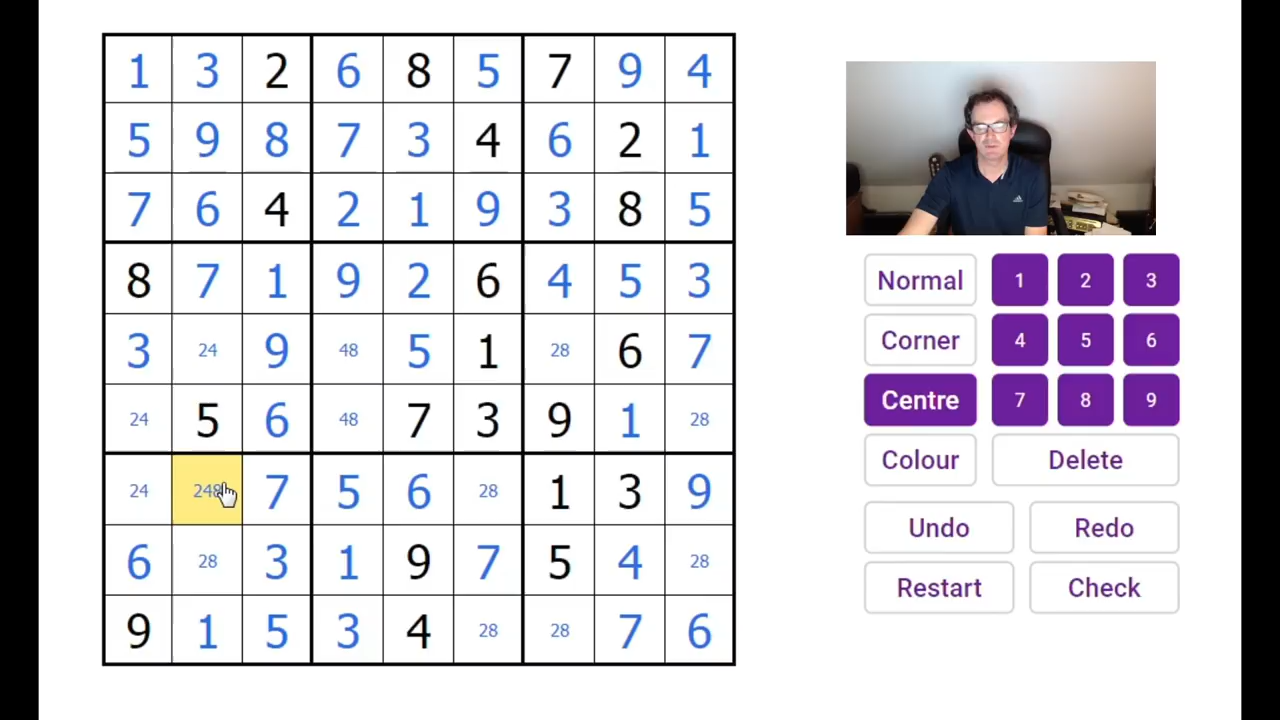 1 3 2 6 8 5 7 9 4
5 9 8 7 3 4 6 2 1
7 6 4 2 1 9 3 8 5
8 7 1 9 2 6 4 5 3
3 24 9 48 5 1 28 6 7
24 5 6 48 7 3 9 1 28
24 248 7 5 6 28 1 3 9
6 28 3 1 9 7 5 4 28
9 1 5 3 4 28 28 7 6
Normal 1 2 3
Corner 4 5 6
Centre 7 8 9
Colour Delete
Undo Redo
Restart Check